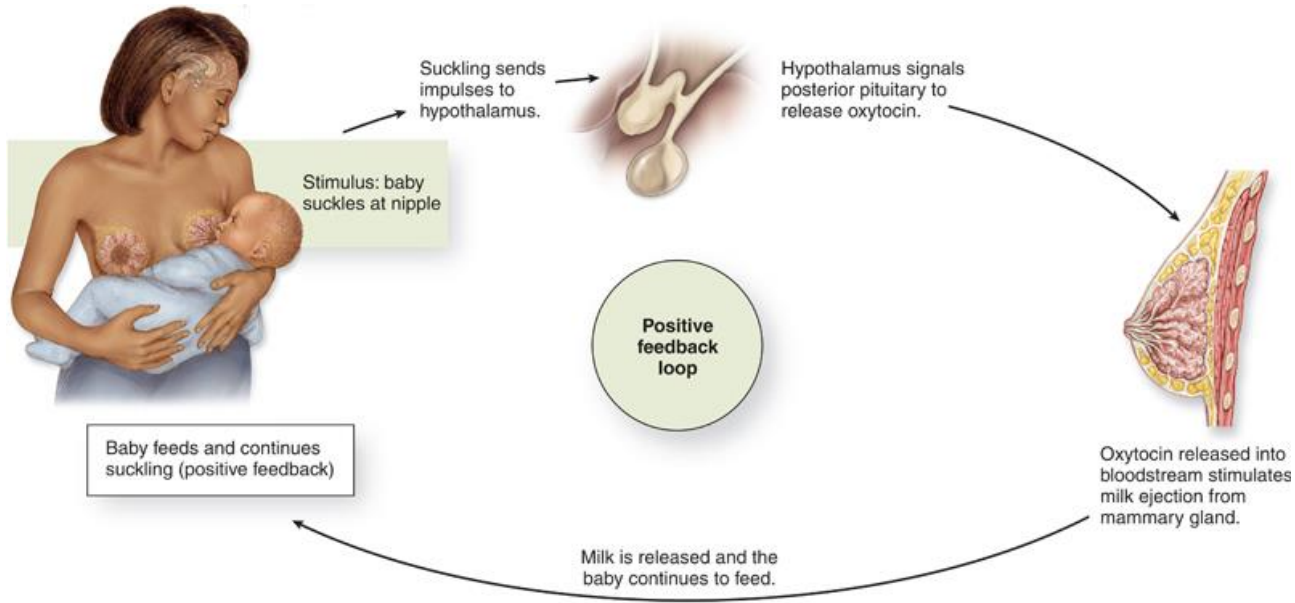 Suckling sends
impulses to
hypothalamus.
Hypothalamus signals
posterior pituitary to
release oxytocin.
Stimulus: baby
suckles at nipple
Positive
feedback
loop
Baby feeds and continues
suckling (positive feedback)
Oxytocin released into
bloodstream stimulates
milk ejection from
mammary gland.
Milk is released and the
baby continues to feed.